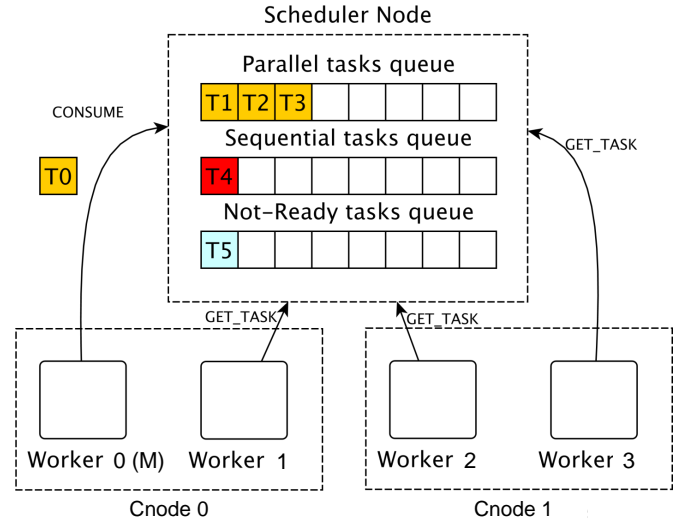 Scheduler Node
Parallel tasks queue
CONSUME
T1 T2 T3
Sequential tasks queue
GET_TASK
T0
T4
Not-Ready tasks queue
T5
GET_TASK
GET_TASK
Worker 0 (M)
Worker 1
Worker 2
Worker 3
Cnode 0
Cnode 1